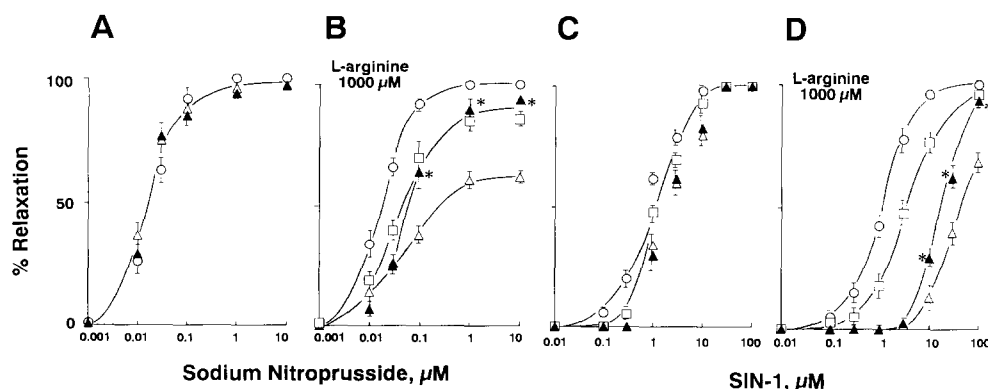 A
B
C
D
L-arginine
1000 µM
L-arginine
1000 µM
% Relaxation
100
50
0
0.001 0.01 0.1 1 10
0.001 0.01 0.1 1 10
0.01 0.1 1 10 100
0.01 0.1 1 10 100
* * *
* * *
Sodium Nitroprusside, µM
SIN-1, µM